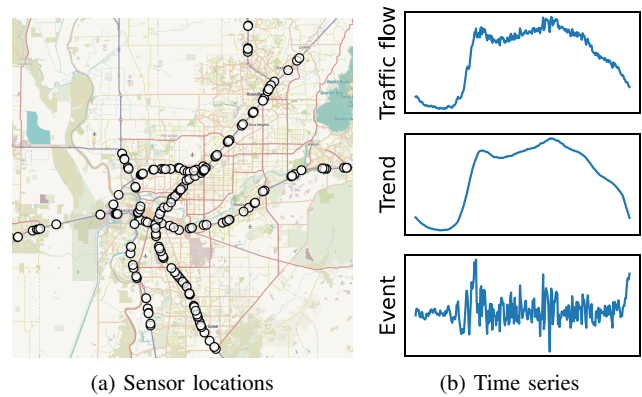 Traffic flow
Trend
Event
(a) Sensor locations
(b) Time series